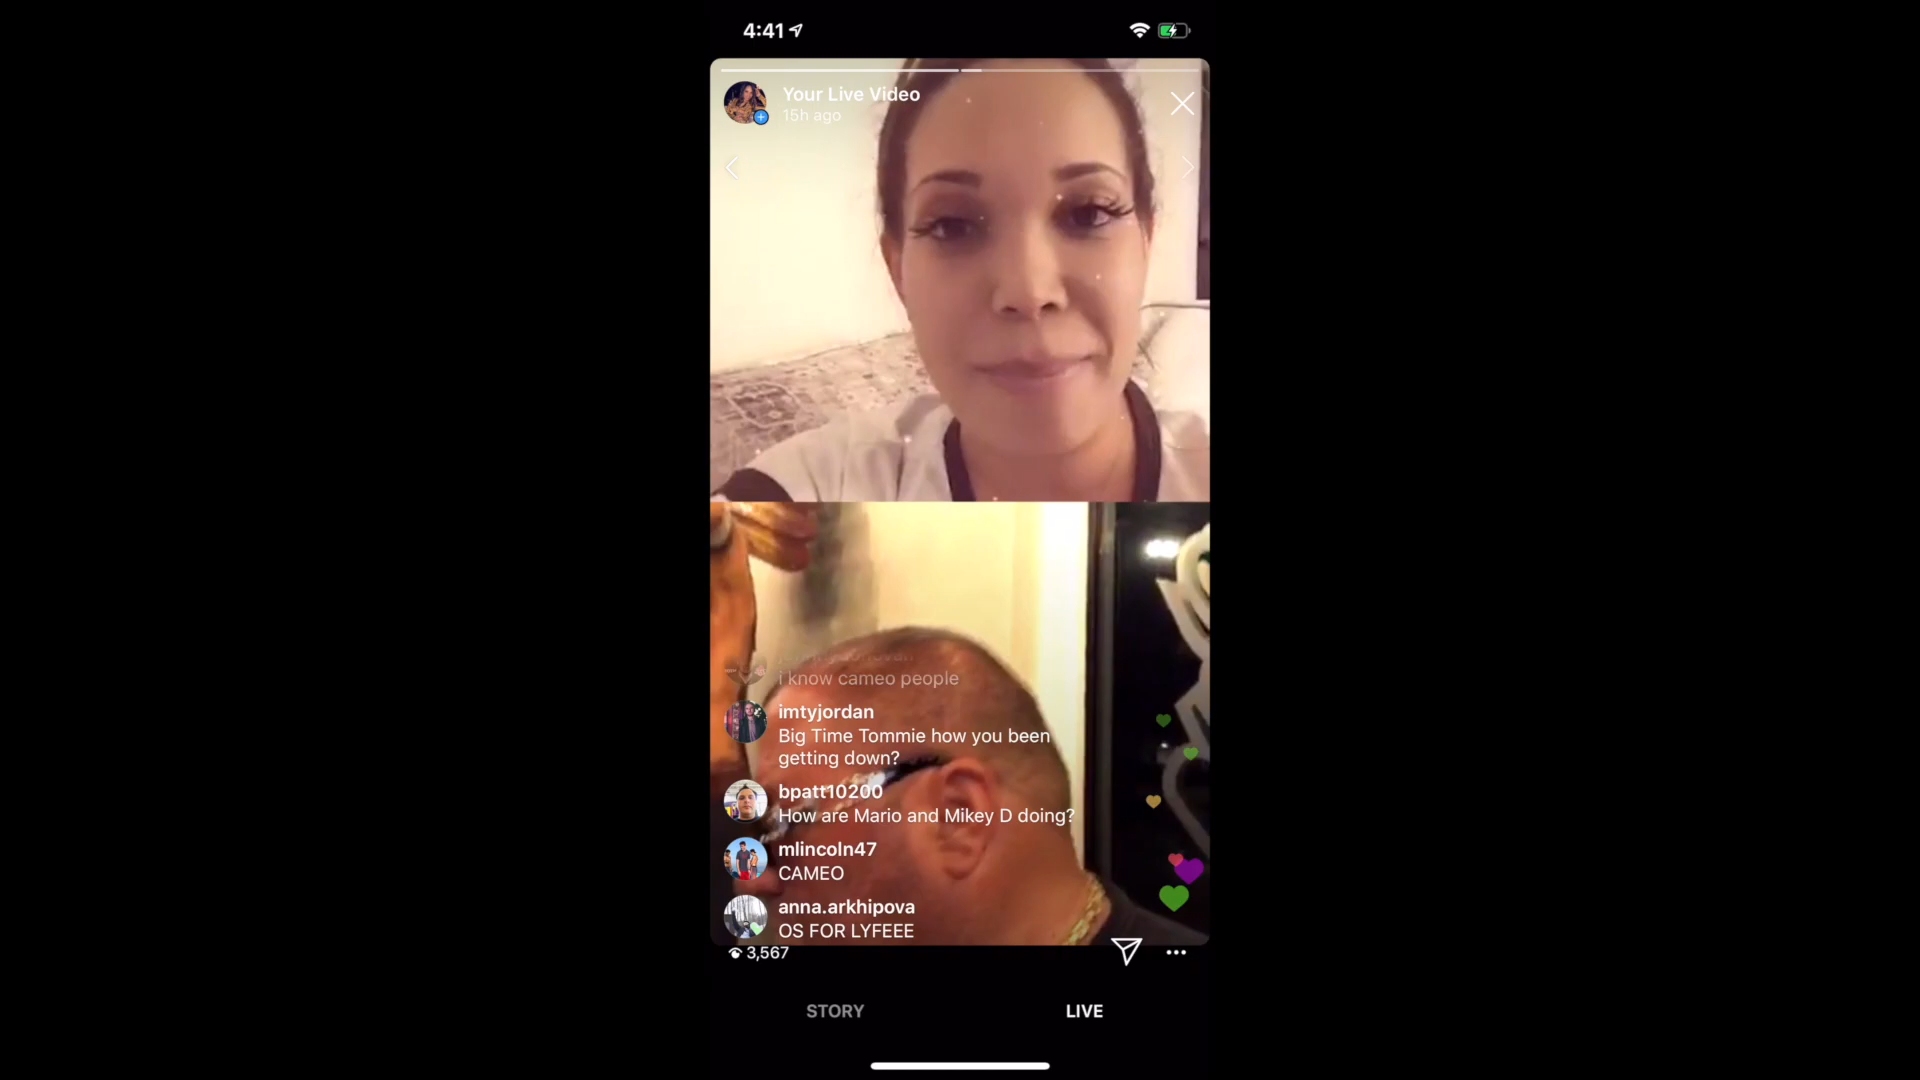 4:41
Your Live Video
15h ago
i know cameo people
imtyjordan
Big Time Tommie how you been
getting down?
bpatt10200
How are Mario and Mikey D doing?
mlincoln47
CAMEO
anna.arkhipova
OS FOR LYFEEE
3,567
STORY
LIVE